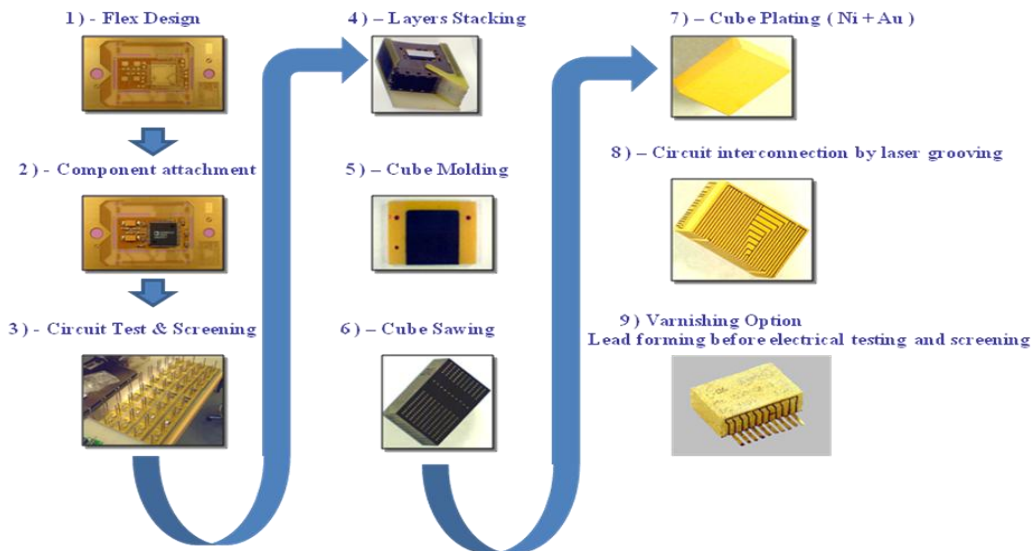 1 ) - Flex Design
2 ) - Component attachment
3 ) - Circuit Test & Screening
4 ) – Layers Stacking
5 ) – Cube Molding
6 ) – Cube Sawing
7 ) – Cube Plating ( Ni + Au )
8 ) – Circuit interconnection by laser grooving
9 ) Varnishing Option
Lead forming before electrical testing and screening